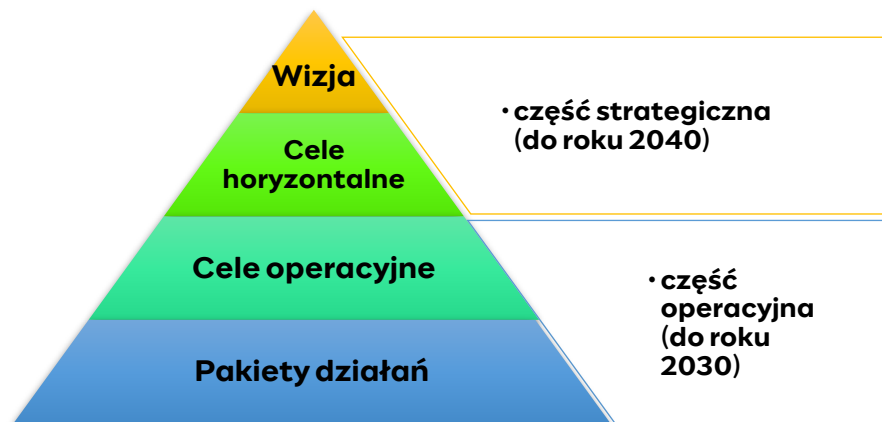 Wizja
Cele
horyzontalne
Cele operacyjne
Pakiety działań
• część strategiczna
(do roku 2040)
• część
operacyjna
(do roku
2030)